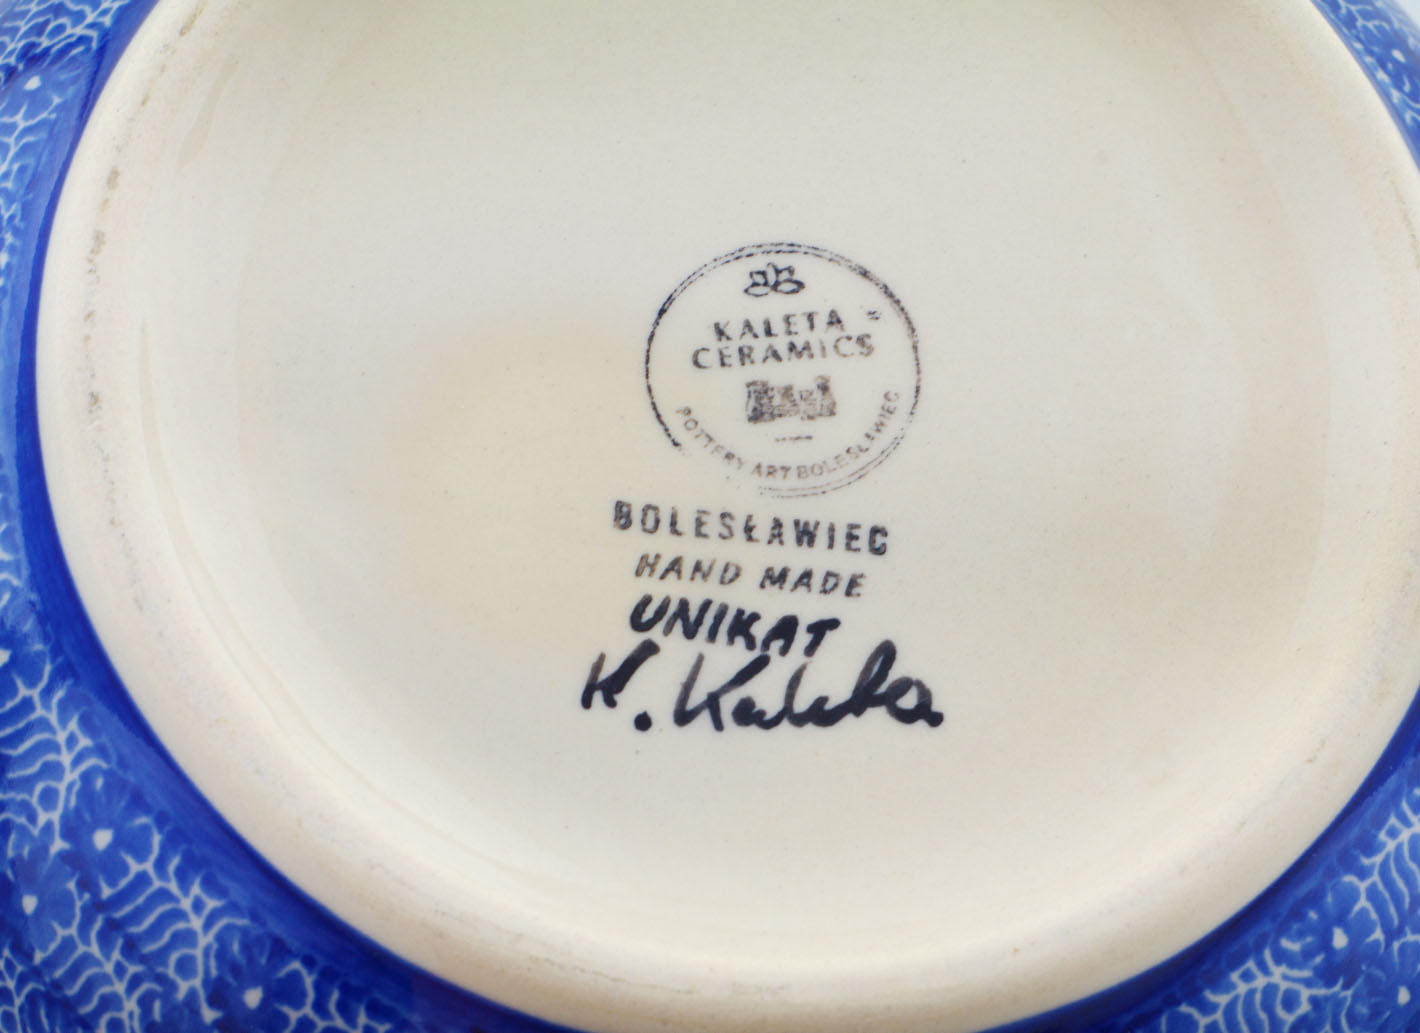 KALETA
CERAMICS
POTTERY ART BOLESŁAWIEC
BOLESŁAWIEC
HAND MADE
UNIKAT
K. Kaleta